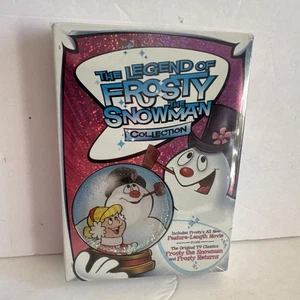 THE LEGEND OF
FROSTY
THE
SNOWMAN
COLLECTION
Includes Frosty's All New
Feature-Length Movie
The Original TV Classics
Frosty the Snowman
and Frosty Returns